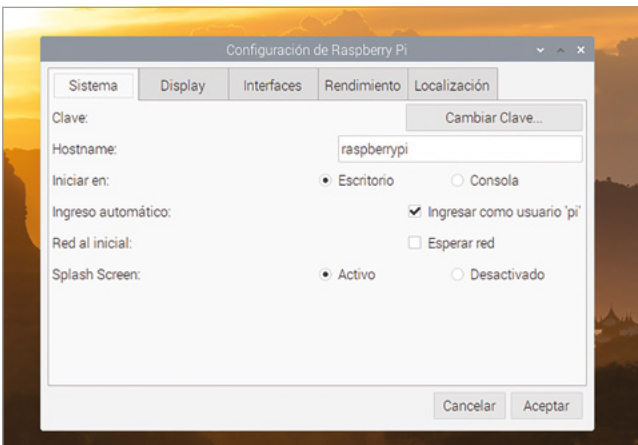 Configuración de Raspberry Pi
Sistema Display Interfaces Rendimiento Localización
Clave: Cambiar Clave...
Hostname: raspberrypi
Iniciar en: Escritorio Consola
Ingreso automático: Ingresar como usuario 'pi'
Red al inicial: Esperar red
Splash Screen: Activo Desactivado
Cancelar Aceptar